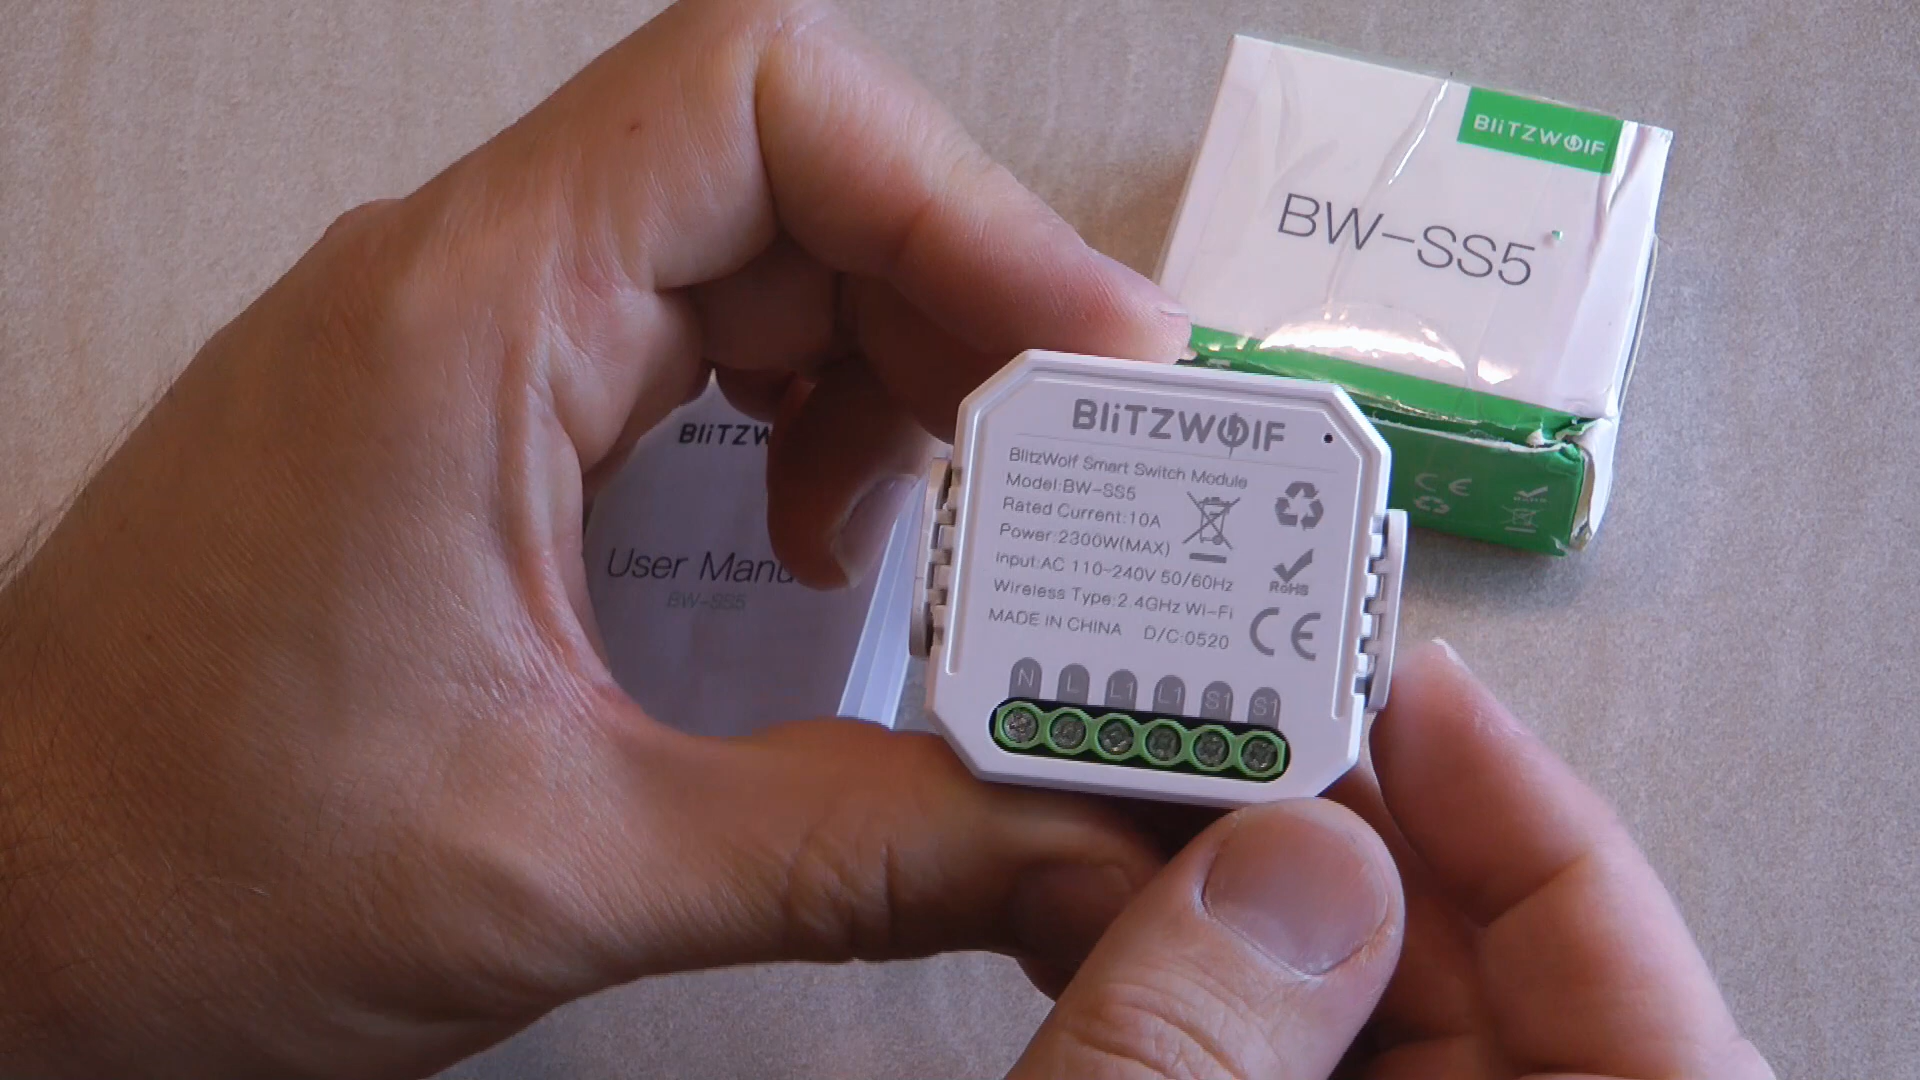 BliTZWOlF
BW-SS5
BliTZWOlF
BlitzWolf Smart Switch Module
Model:BW-SS5
Rated Current:10A
Power:2300W(MAX)
Input:AC 110-240V 50/60Hz
Wireless Type:2.4GHz Wi-Fi
MADE IN CHINA D/C:0520
RoHS
CE
N L L1 L1 S1 S1
BliTZW
User Manu
BW-SS5
CE